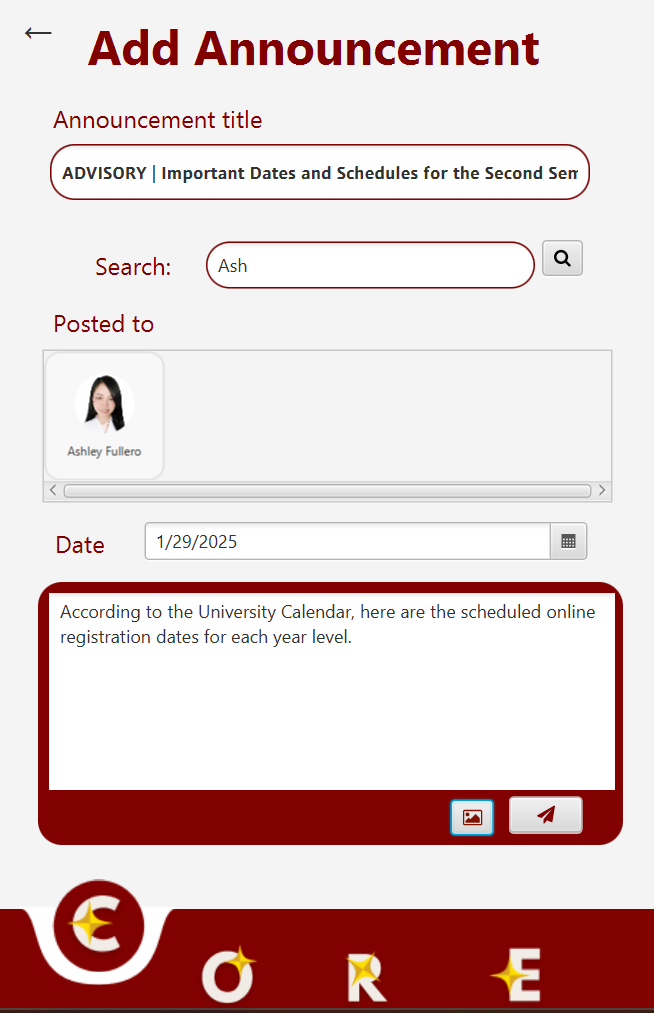 Add Announcement
Announcement title
ADVISORY | Important Dates and Schedules for the Second Sem
Search:
Ash
Posted to
Ashley Fullero
Date
1/29/2025
According to the University Calendar, here are the scheduled online
registration dates for each year level.
C O R E